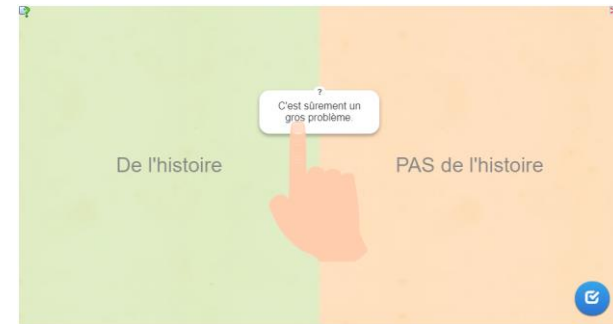 ?
?
C'est sûrement un
gros problème.
De l'histoire
PAS de l'histoire